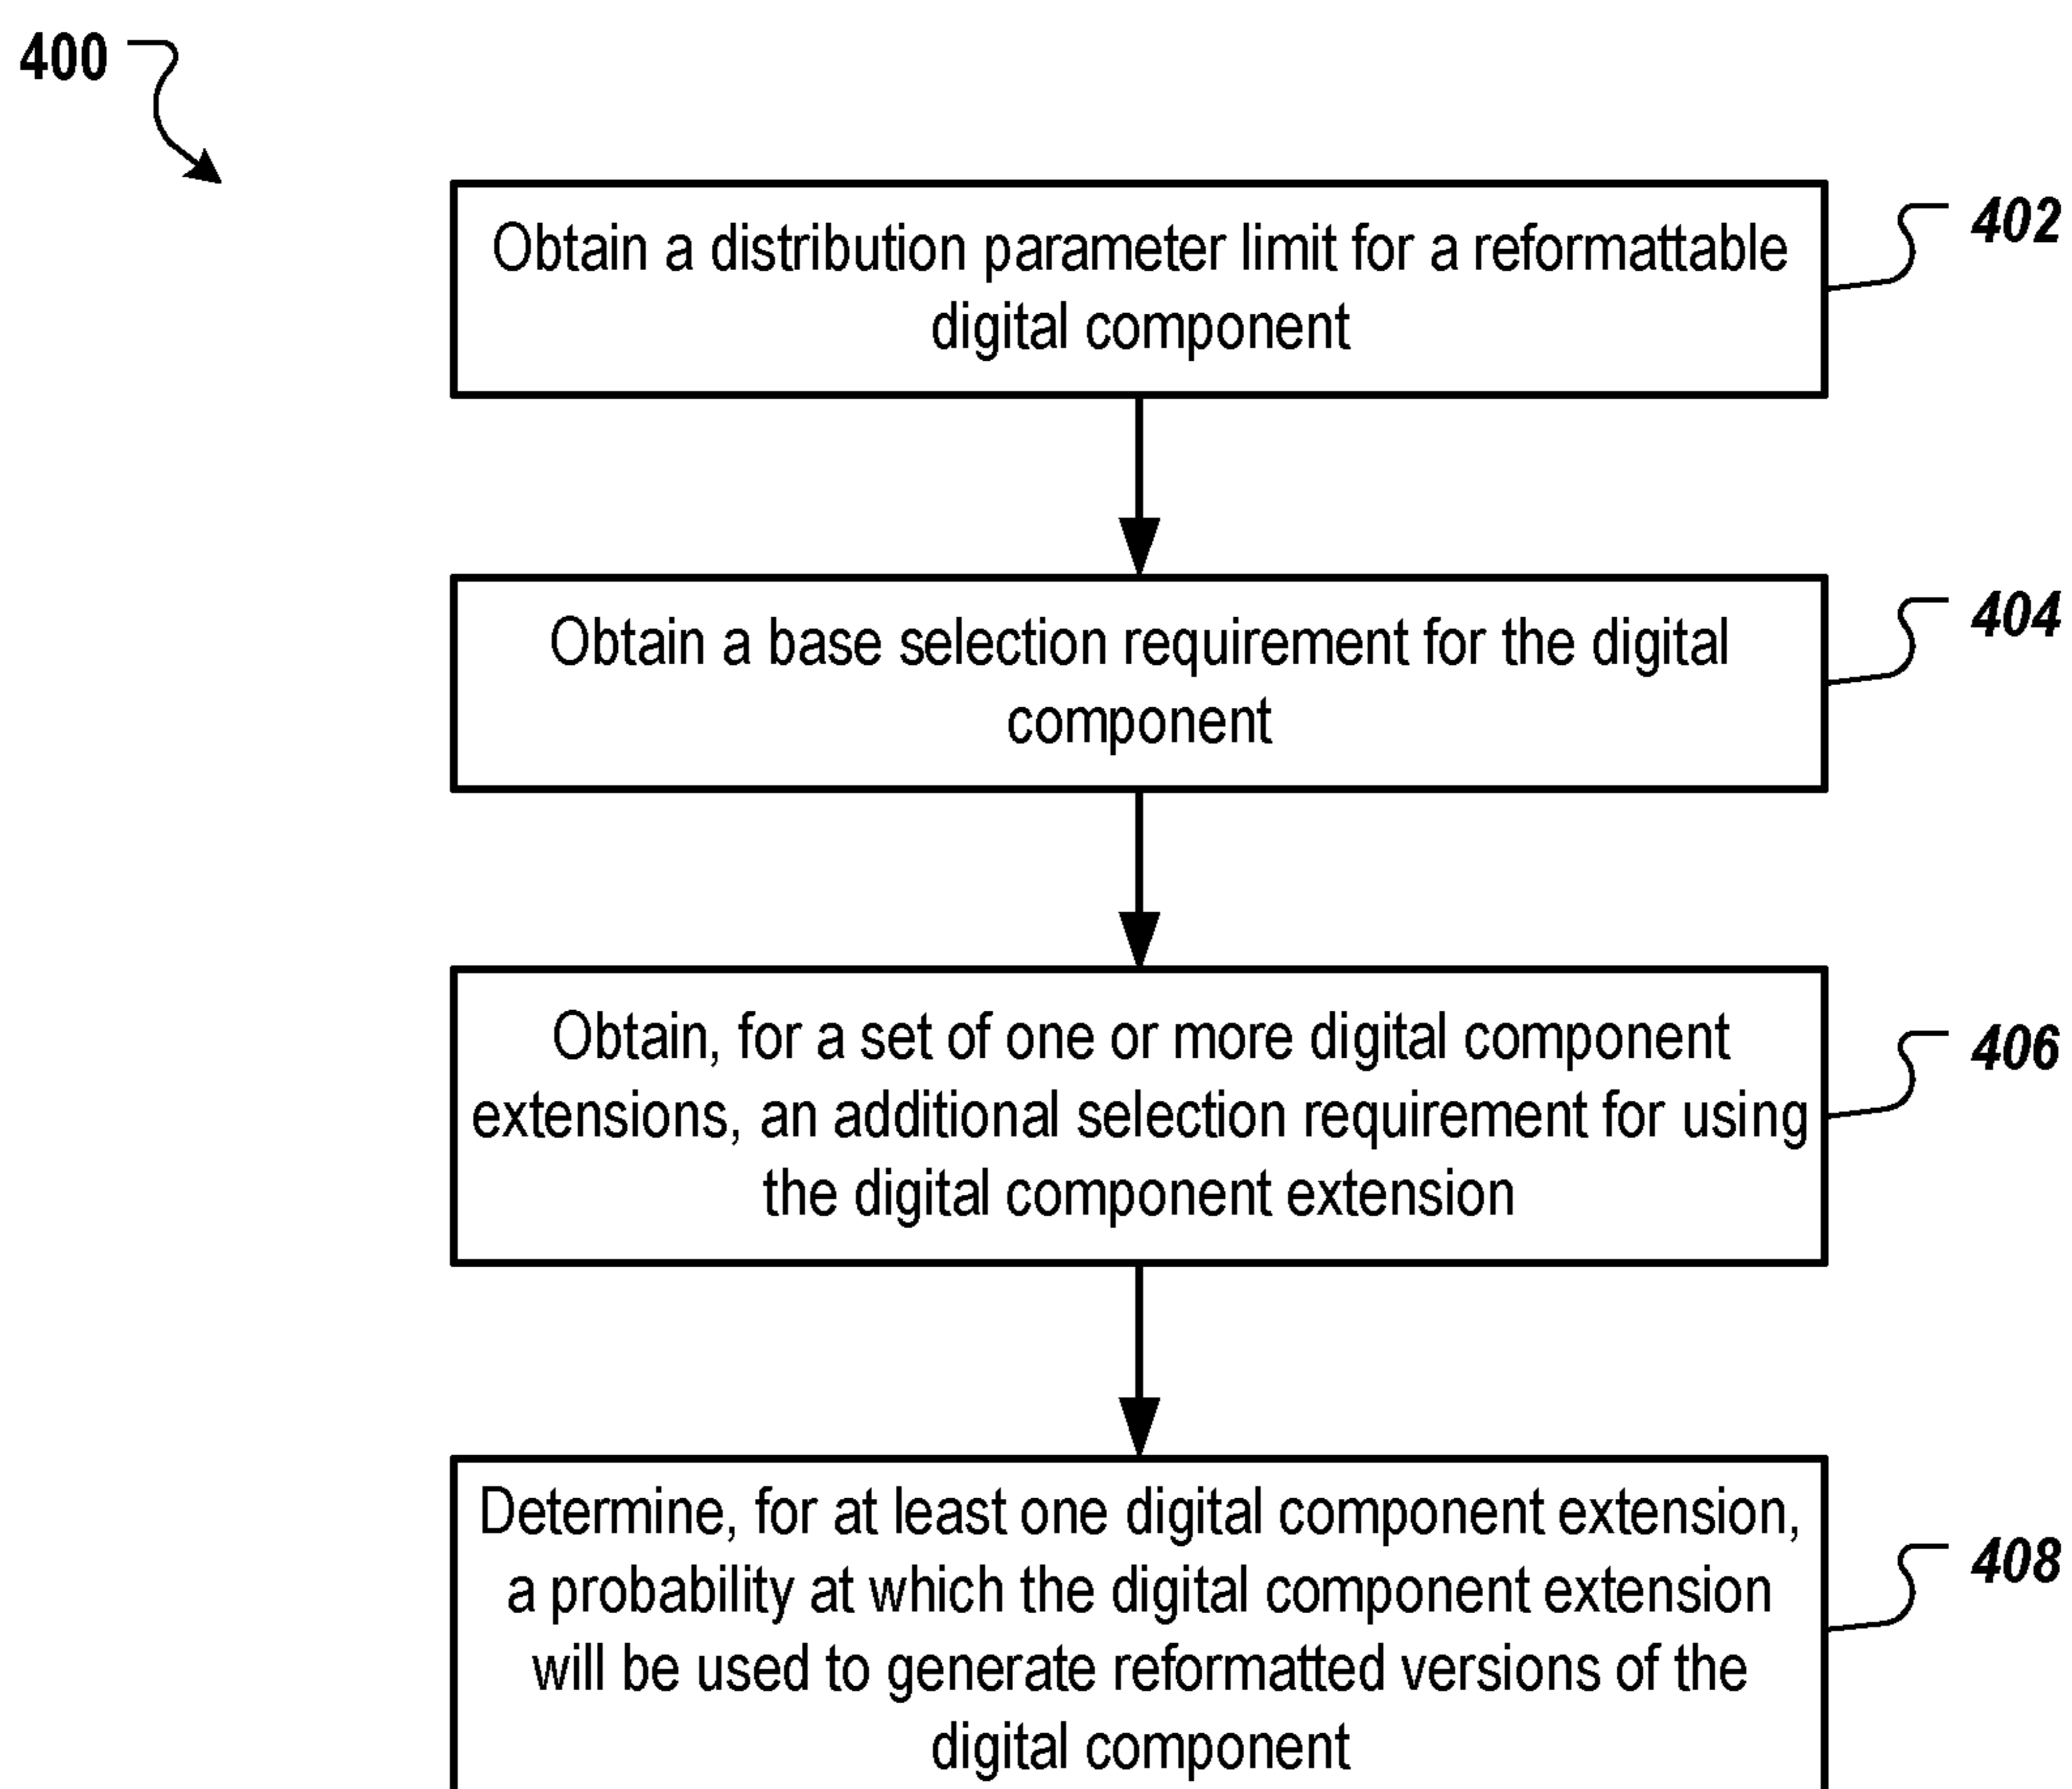 400
Obtain a distribution parameter limit for a reformattable
digital component
402
Obtain a base selection requirement for the digital
component
404
Obtain, for a set of one or more digital component
extensions, an additional selection requirement for using
the digital component extension
406
Determine, for at least one digital component extension,
a probability at which the digital component extension
will be used to generate reformatted versions of the
digital component
408